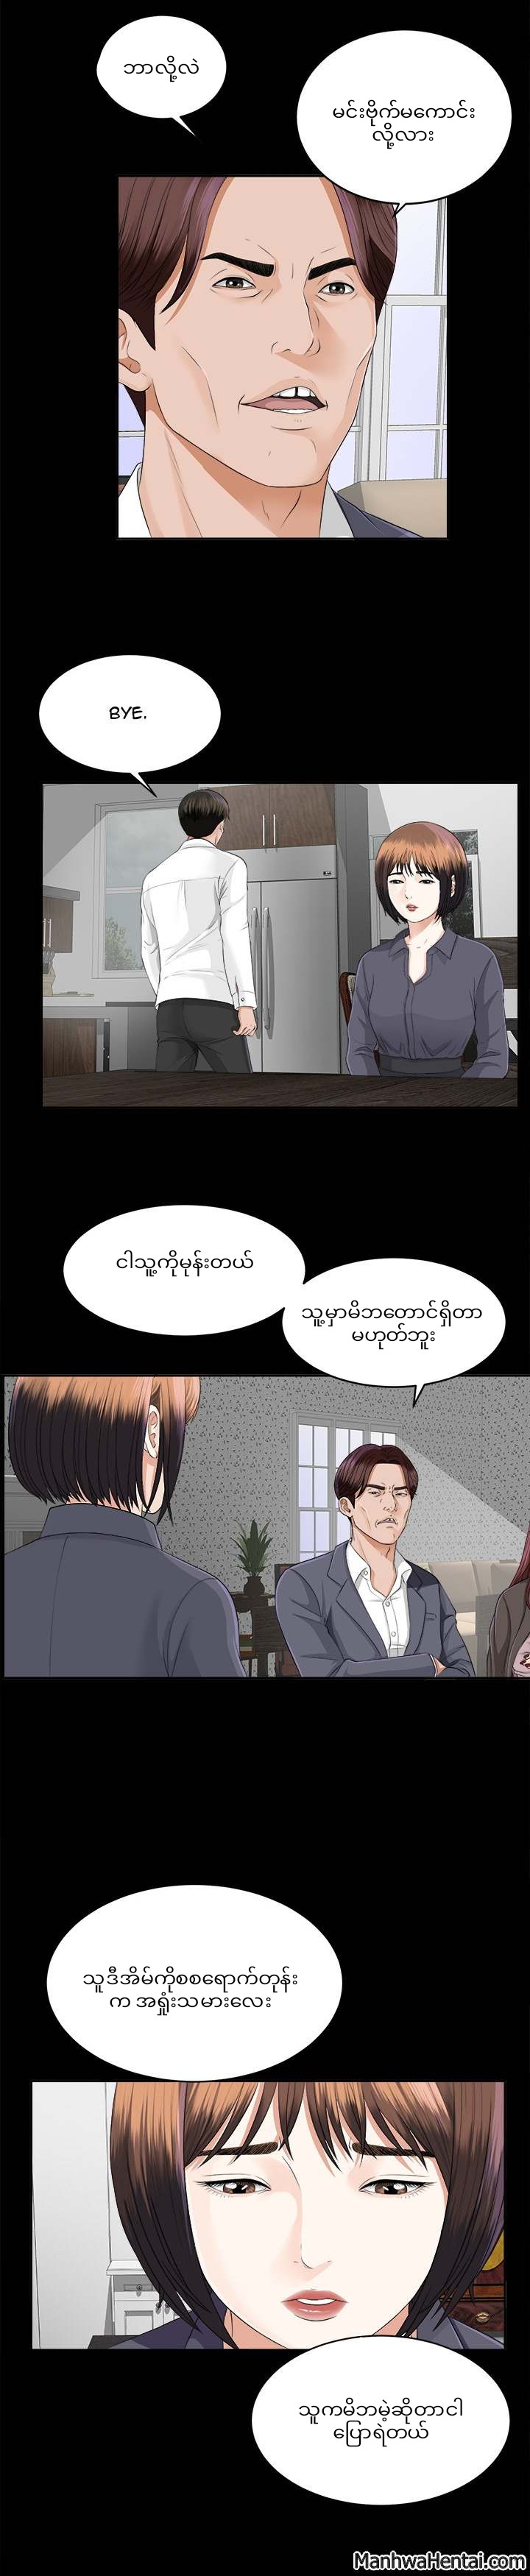 ဘာလို့လဲ
မင်းဗိုက်မကောင်း
လို့လား
BYE.
ငါသူ့ကိုမုန်းတယ်
သူ့မှာမိဘတောင်ရှိတာ
မဟုတ်ဘူး
သူဒီအိမ်ကိုစစရောက်တုန်း
က အရှုံးသမားလေး
သူကမိဘမဲ့ဆိုတာငါ
ပြောရဲတယ်
ManhwaHentai.com